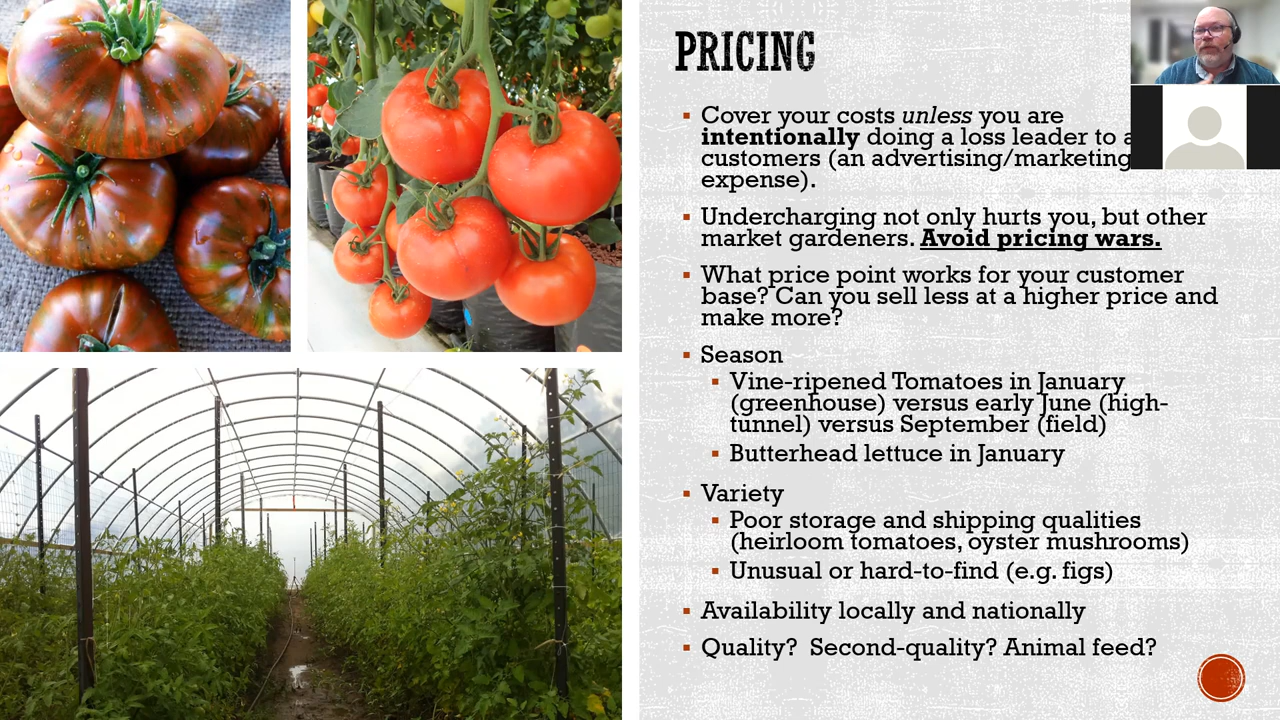 PRICING
▪ Cover your costs unless you are
intentionally doing a loss leader to
customers (an advertising/marketing
expense).
▪ Undercharging not only hurts you, but other
market gardeners. Avoid pricing wars.
▪ What price point works for your customer
base? Can you sell less at a higher price and
make more?
▪ Season
▪ Vine-ripened Tomatoes in January
(greenhouse) versus early June (high-
tunnel) versus September (field)
▪ Butterhead lettuce in January
▪ Variety
▪ Poor storage and shipping qualities
(heirloom tomatoes, oyster mushrooms)
▪ Unusual or hard-to-find (e.g. figs)
▪ Availability locally and nationally
▪ Quality?  Second-quality? Animal feed?